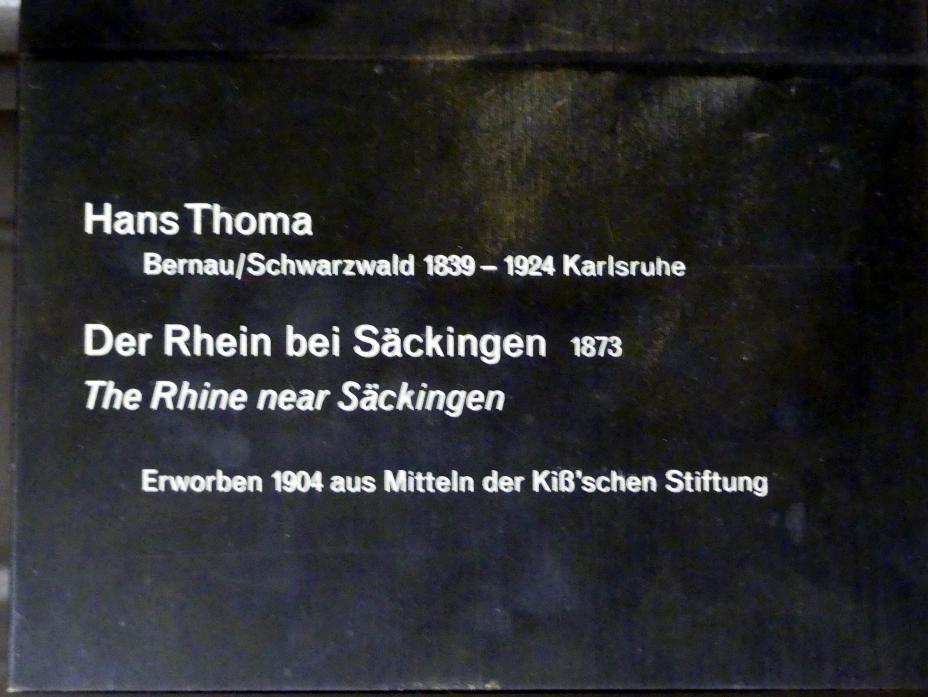 Hans Thoma
Bernau/Schwarzwald 1839 – 1924 Karlsruhe
Der Rhein bei Säckingen 1873
The Rhine near Säckingen
Erworben 1904 aus Mitteln der Kiß'schen Stiftung